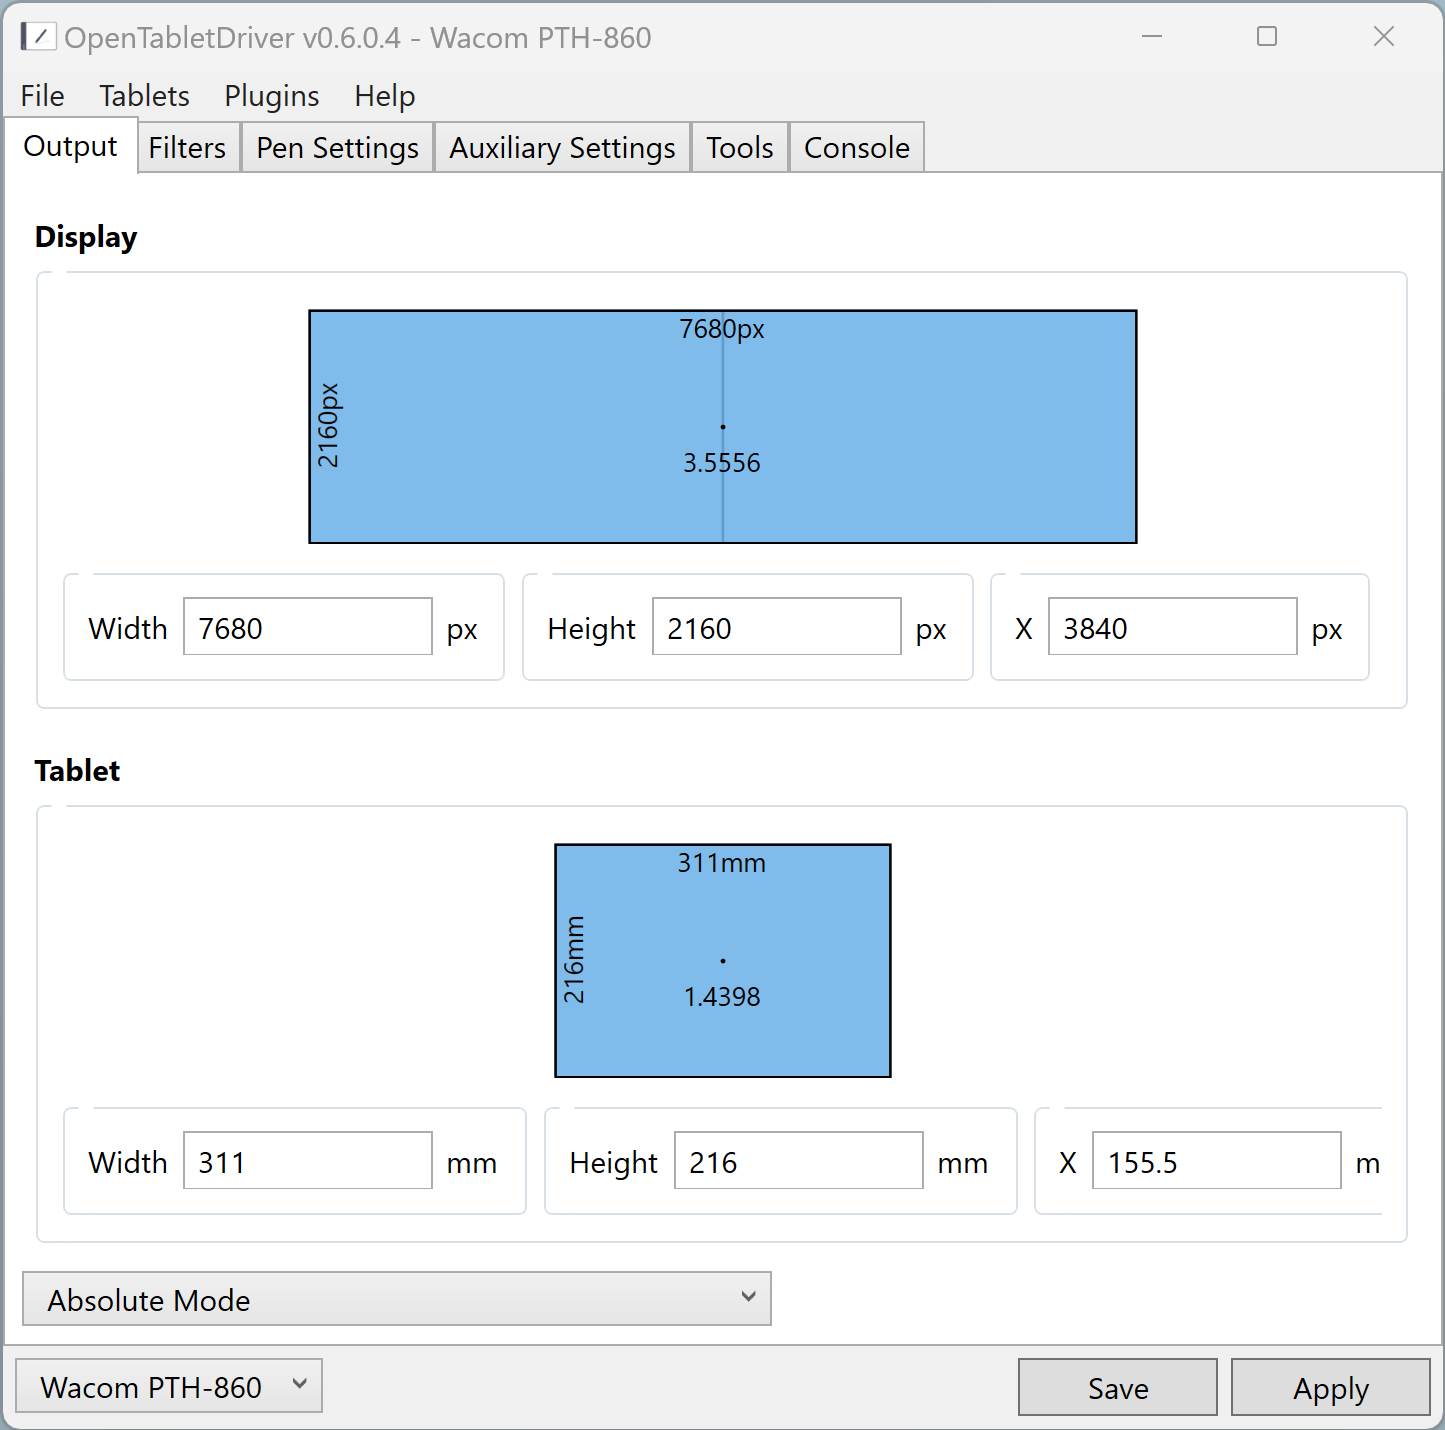 OpenTabletDriver v0.6.0.4 - Wacom PTH-860
File Tablets Plugins Help
Output Filters Pen Settings Auxiliary Settings Tools Console
Display
7680px
2160px
3.5556
Width 7680 px Height 2160 px X 3840 px
Tablet
311mm
216mm
1.4398
Width 311 mm Height 216 mm X 155.5 m
Absolute Mode
Wacom PTH-860 Save Apply